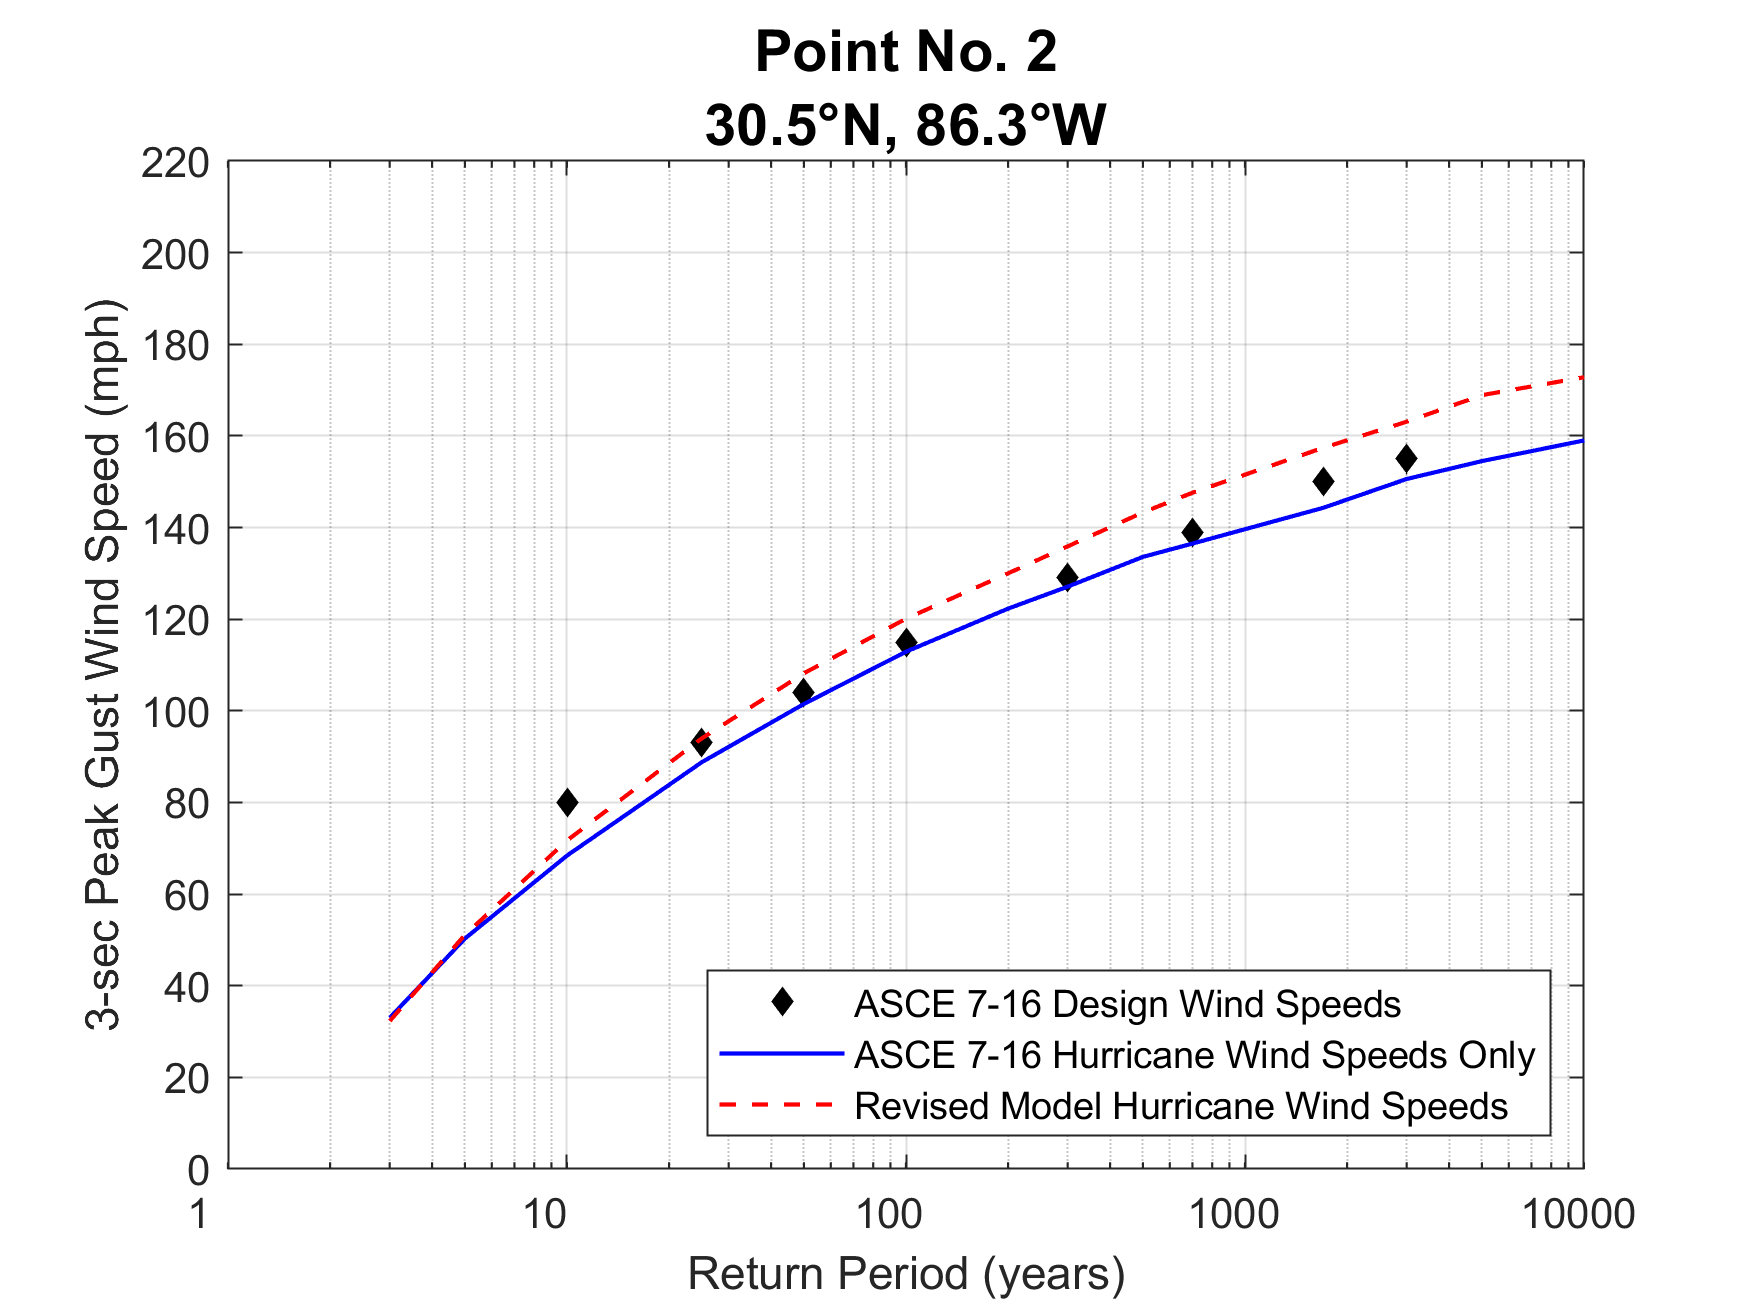 Point No. 2
30.5°N, 86.3°W
220
200
180
160
140
120
100
80
60
40
20
0
3-sec Peak Gust Wind Speed (mph)
ASCE 7-16 Design Wind Speeds
ASCE 7-16 Hurricane Wind Speeds Only
Revised Model Hurricane Wind Speeds
1 10 100 1000 10000
Return Period (years)